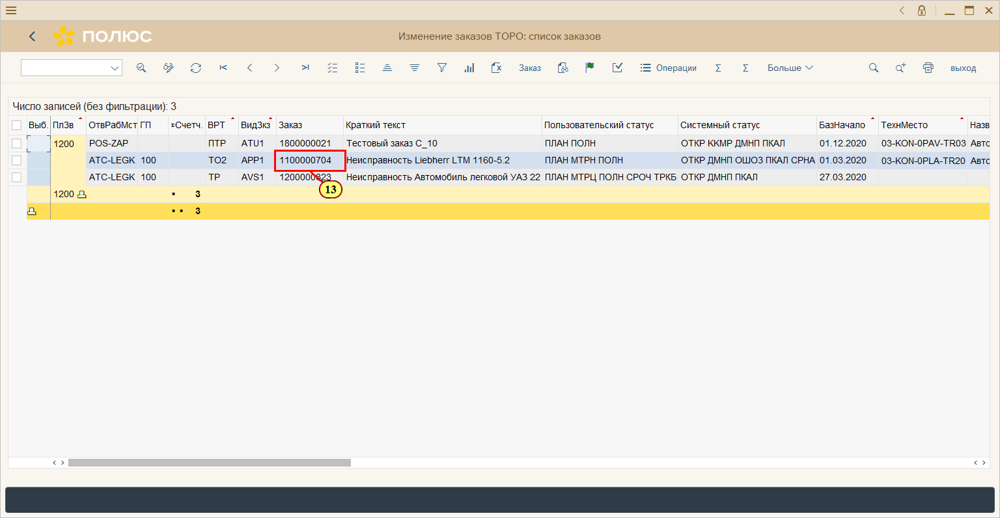 ПОЛЮС
Изменение заказов ТОРО: список заказов
Заказ Операции Σ Σ Больше выход
Число записей (без фильтрации): 3
Выб. ПлЗв ОтвРабМст ГП ¤Счетч. ВРТ ВидЗкз Заказ Краткий текст Пользовательский статус Системный статус БазНачало ТехнМесто Назв
1200 POS-ZAP ПТР ATU1 1800000021 Тестовый заказ C_10 ПЛАН ПОЛН ОТКР ККМР ДМНП ПКАЛ 01.12.2020 03-KON-0PAV-TR03 Авто
ATC-LEGK 100 ТО2 APP1 1100000704 Неисправность Liebherr LTM 1160-5.2 ПЛАН МТРН ПОЛН ОТКР ДМНП ОШОЗ ПКАЛ СРНА 01.03.2020 03-KON-0PLA-TR20 Авто
ATC-LEGK 100 ТР AVS1 1200000323 Неисправность Автомобиль легковой УАЗ 22 ПЛАН МТРЦ ПОЛН СРОЧ ТРКБ ОТКР ДМНП ПКАЛ 27.03.2020
13
1200 3
3